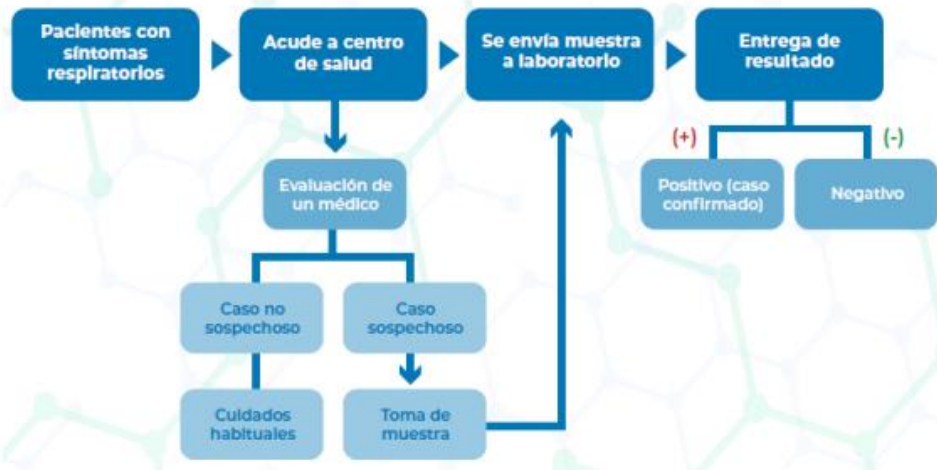 Pacientes con
síntomas
respiratorios
Acude a centro
de salud
Se envía muestra
a laboratorio
Entrega de
resultado
(+)
(-)
Evaluación de
un médico
Positivo (caso
confirmado)
Negativo
Caso no
sospechoso
Caso
sospechoso
Cuidados
habituales
Toma de
muestra